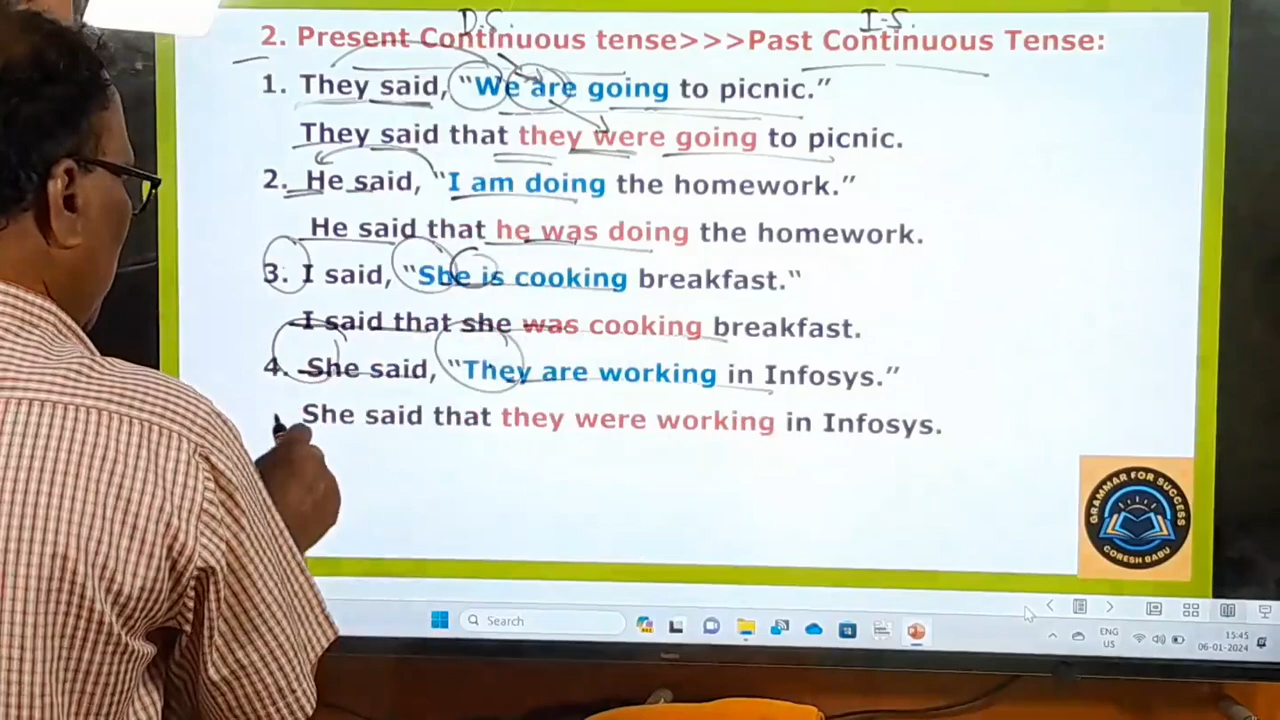 D.S.
I-S.
2. Present Continuous tense>>>Past Continuous Tense:
1. They said, "We are going to picnic."
They said that they were going to picnic.
2. He said, "I am doing the homework."
He said that he was doing the homework.
3. I said, "She is cooking breakfast."
I said that she was cooking breakfast.
4. She said, "They are working in Infosys."
She said that they were working in Infosys.
GRAMMAR FOR SUCCESS
CORESH BABU
Search
ENG
US
15:45
06-01-2024